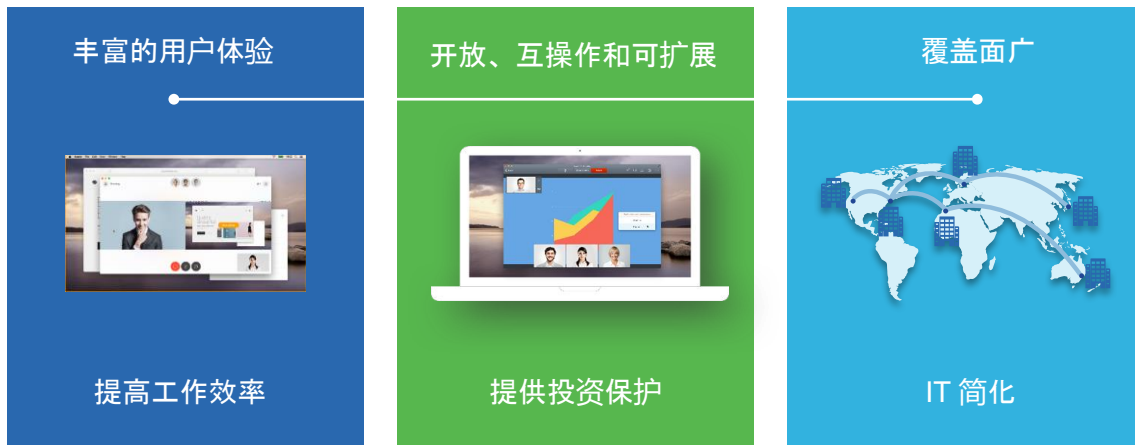 丰富的用户体验
开放、互操作和可扩展
覆盖面广
提高工作效率
提供投资保护
IT 简化